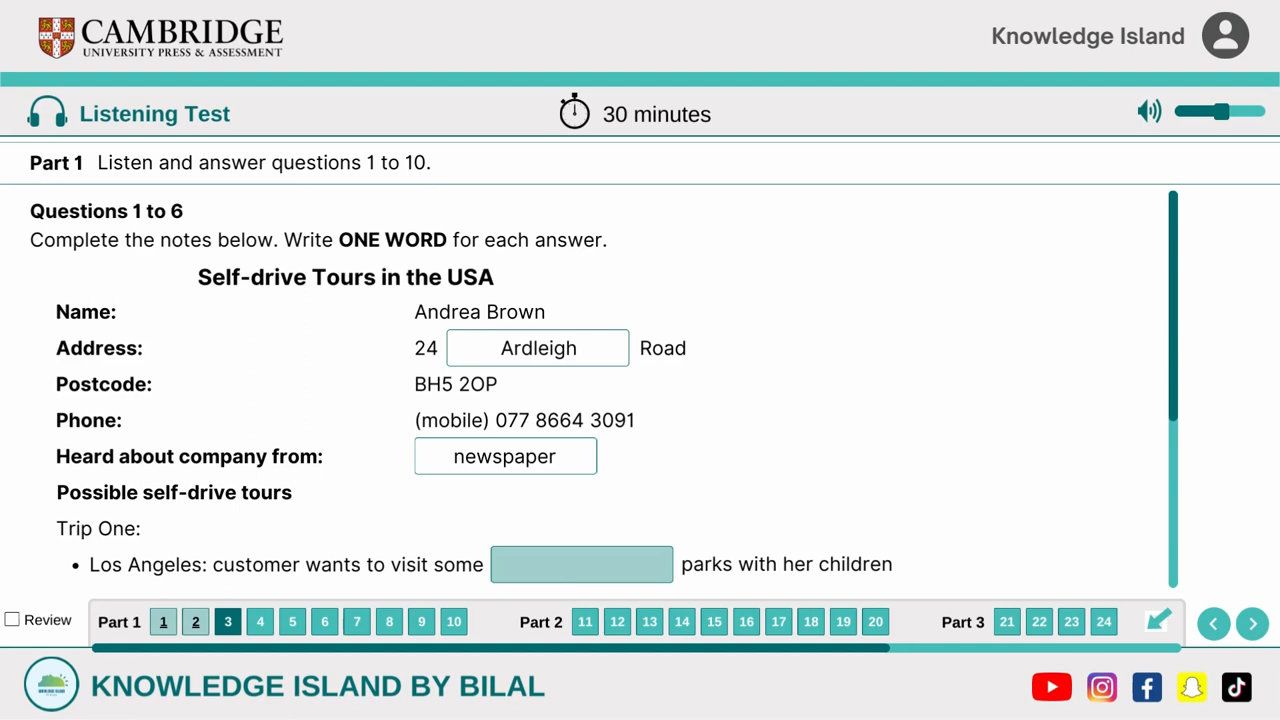 CAMBRIDGE
UNIVERSITY PRESS & ASSESSMENT
Knowledge Island
Listening Test
30 minutes
Part 1 Listen and answer questions 1 to 10.
Questions 1 to 6
Complete the notes below. Write ONE WORD for each answer.
Self-drive Tours in the USA
Name: Andrea Brown
Address: 24 Ardleigh Road
Postcode: BH5 2OP
Phone: (mobile) 077 8664 3091
Heard about company from: newspaper
Possible self-drive tours
Trip One:
• Los Angeles: customer wants to visit some parks with her children
Review Part 1 1 2 3 4 5 6 7 8 9 10 Part 2 11 12 13 14 15 16 17 18 19 20 Part 3 21 22 23 24
KNOWLEDGE ISLAND BY BILAL